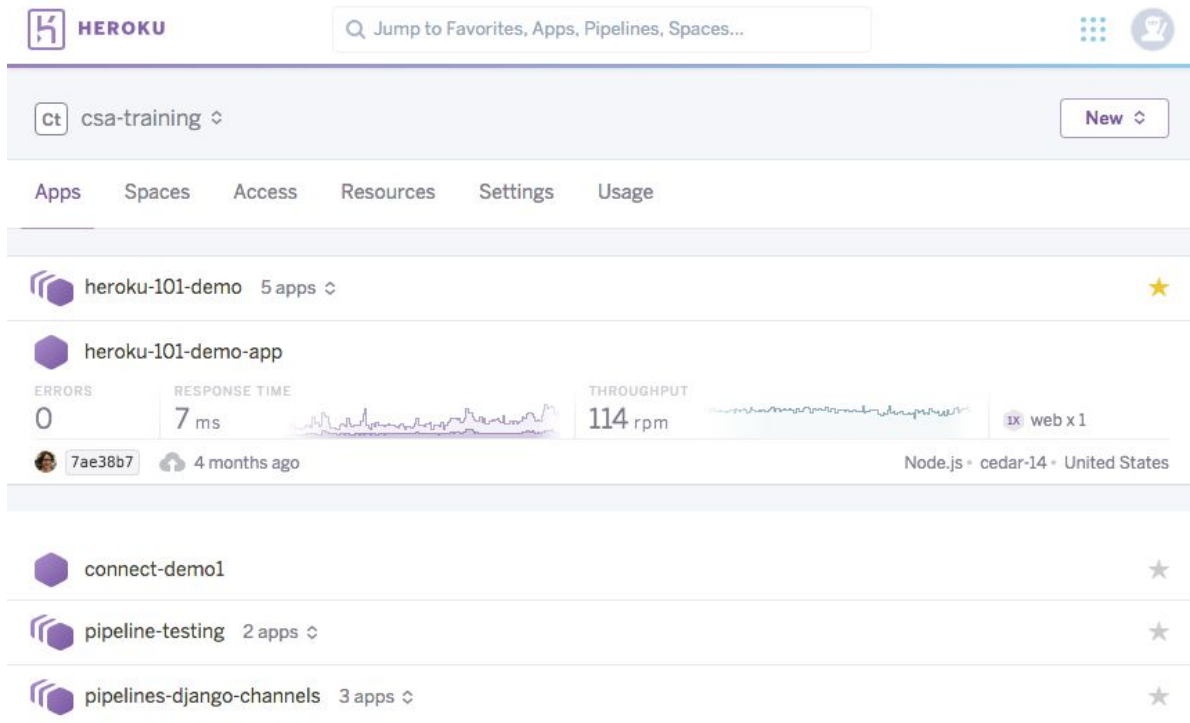 HEROKU Jump to Favorites, Apps, Pipelines, Spaces...
Ct csa-training New
Apps Spaces Access Resources Settings Usage
heroku-101-demo 5 apps
heroku-101-demo-app
ERRORS RESPONSE TIME THROUGHPUT
0 7 ms 114 rpm 1X web x 1
7ae38b7 4 months ago Node.js • cedar-14 • United States
connect-demo1
pipeline-testing 2 apps
pipelines-django-channels 3 apps